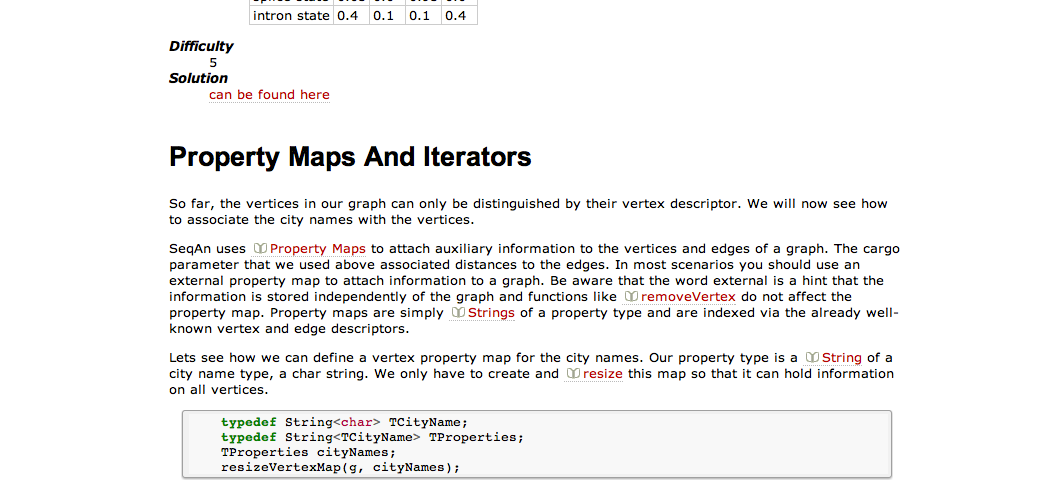 intron state 0.4 0.1 0.1 0.4
Difficulty
5
Solution
can be found here
Property Maps And Iterators
So far, the vertices in our graph can only be distinguished by their vertex descriptor. We will now see how
to associate the city names with the vertices.
SeqAn uses Property Maps to attach auxiliary information to the vertices and edges of a graph. The cargo
parameter that we used above associated distances to the edges. In most scenarios you should use an
external property map to attach information to a graph. Be aware that the word external is a hint that the
information is stored independently of the graph and functions like removeVertex do not affect the
property map. Property maps are simply Strings of a property type and are indexed via the already well-
known vertex and edge descriptors.
Lets see how we can define a vertex property map for the city names. Our property type is a String of a
city name type, a char string. We only have to create and resize this map so that it can hold information
on all vertices.
typedef String<char> TCityName;
typedef String<TCityName> TProperties;
TProperties cityNames;
resizeVertexMap(g, cityNames);